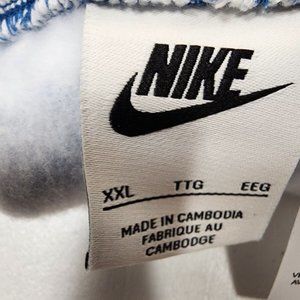 NIKE
XXL TTG EEG
MADE IN CAMBODIA
FABRIQUE AU
CAMBODGE